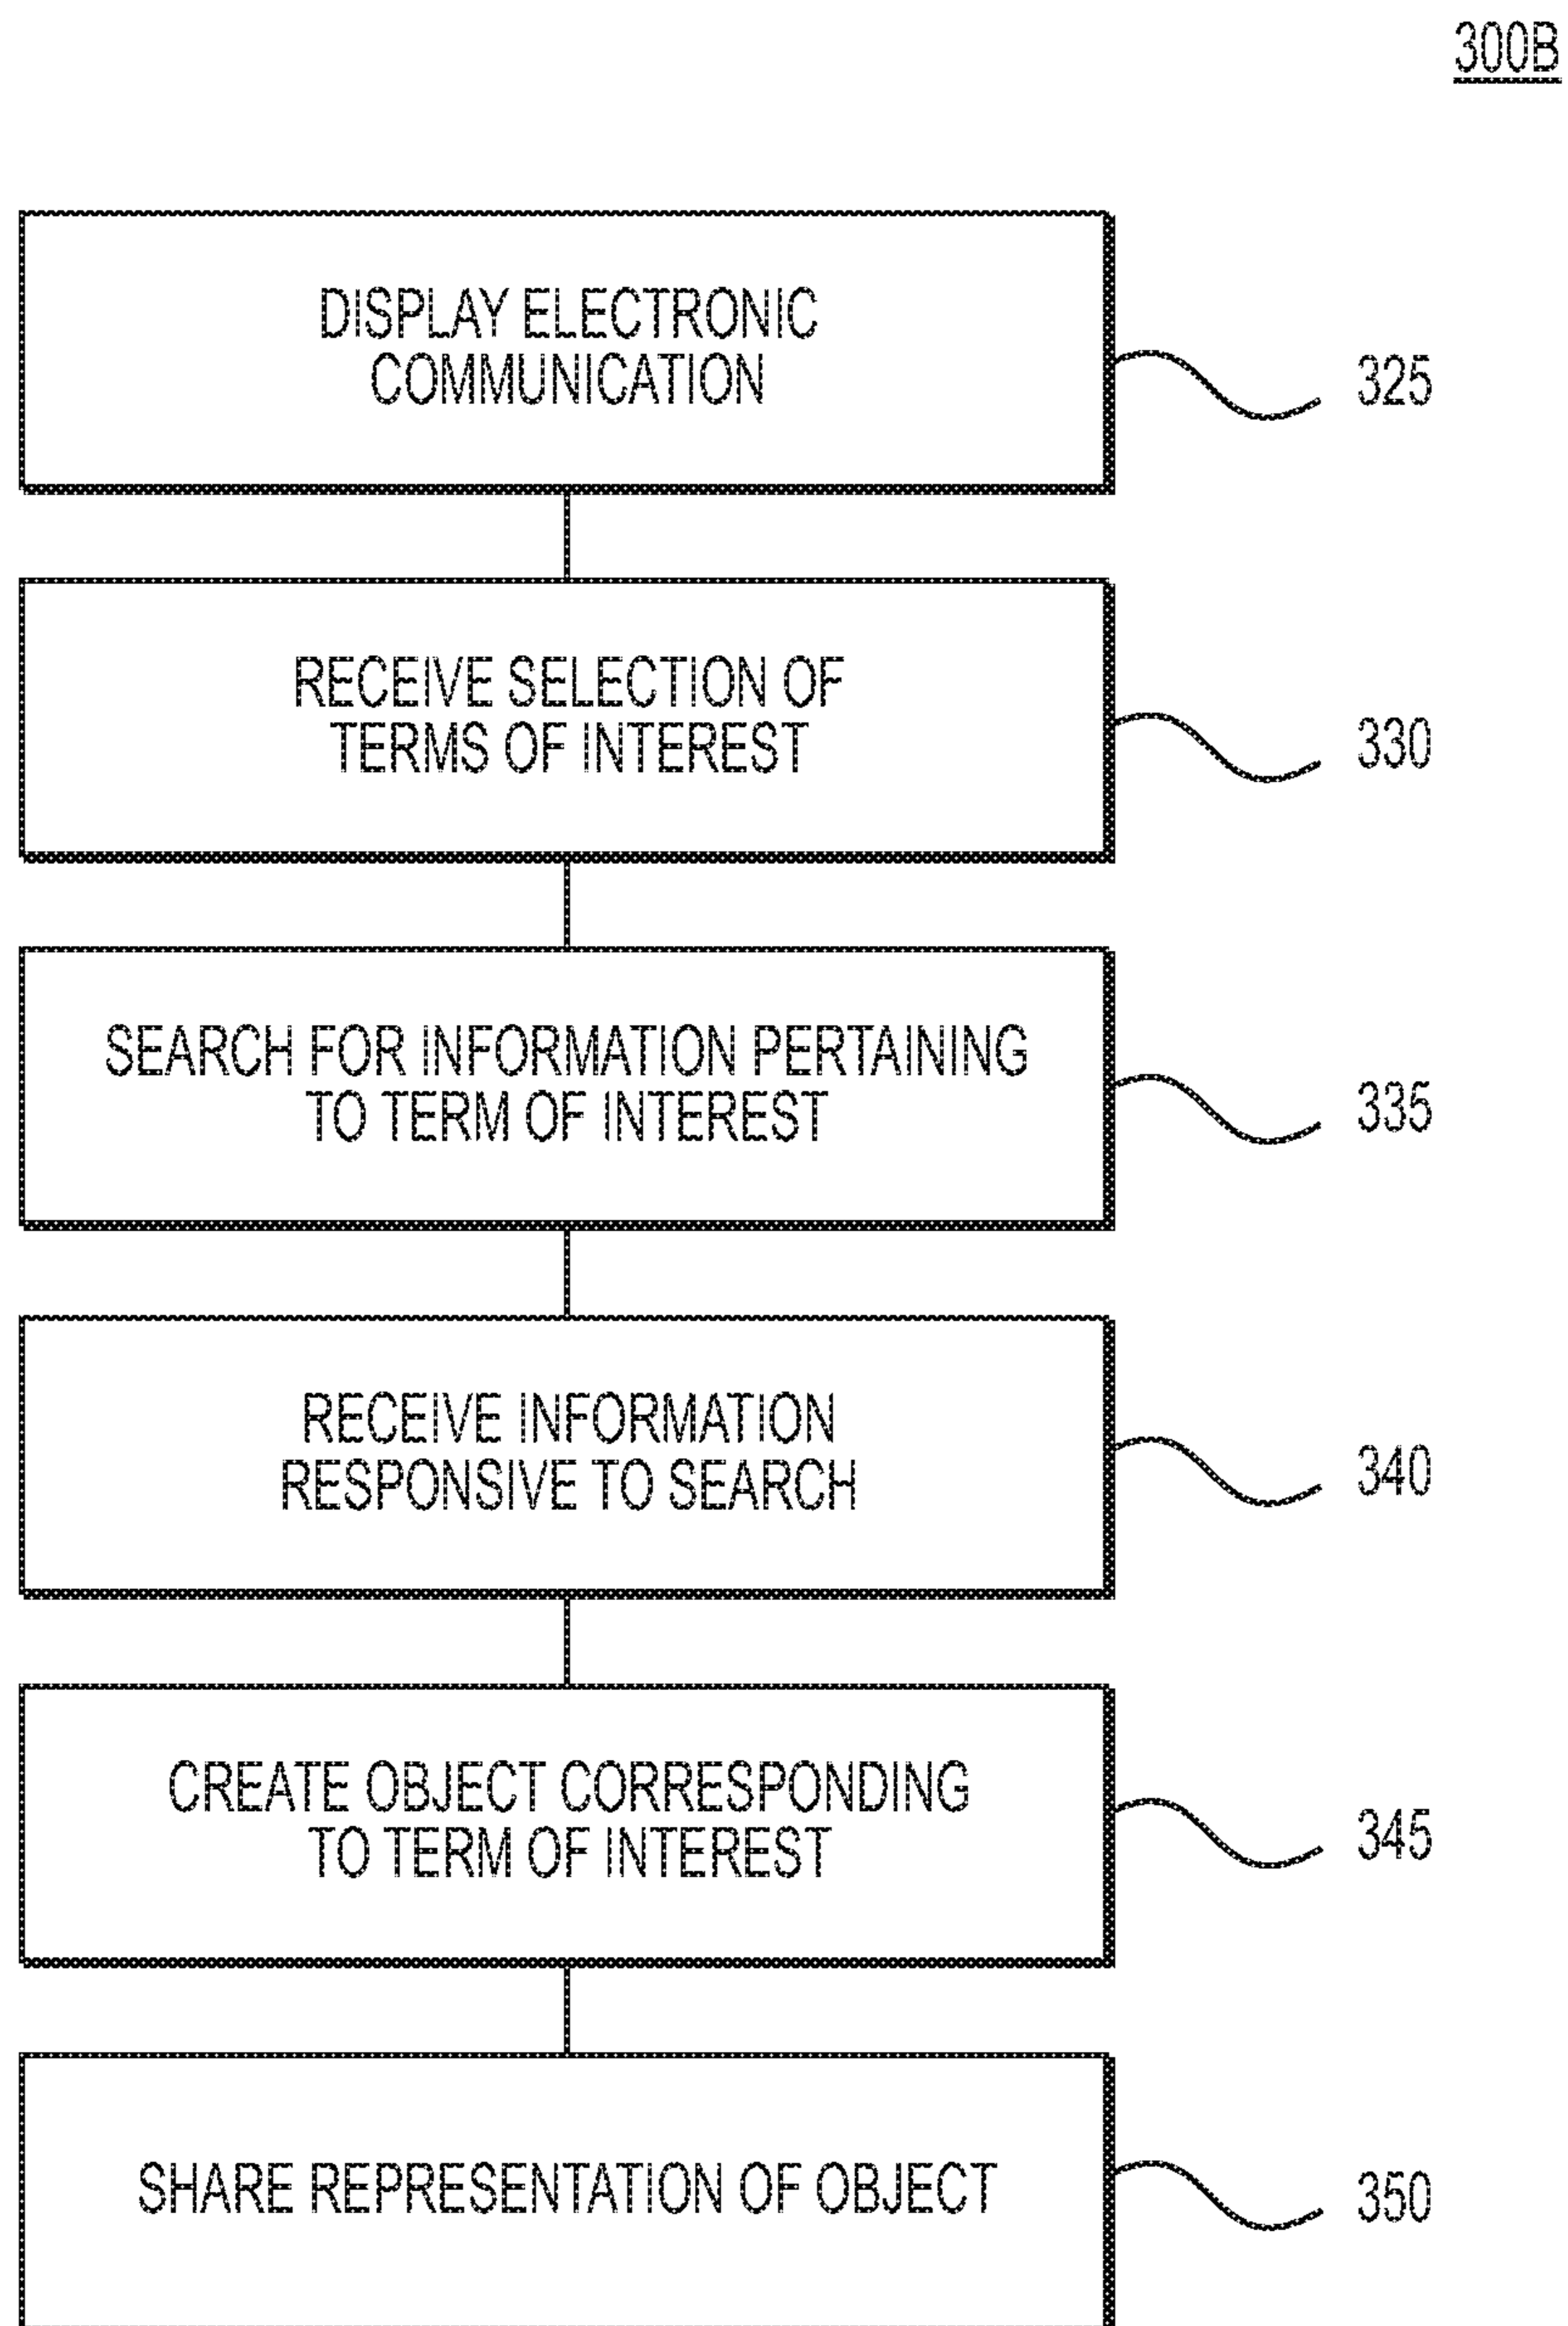 300B
DISPLAY ELECTRONIC
COMMUNICATION
325
RECEIVE SELECTION OF
TERMS OF INTEREST
330
SEARCH FOR INFORMATION PERTAINING
TO TERM OF INTEREST
335
RECEIVE INFORMATION
RESPONSIVE TO SEARCH
340
CREATE OBJECT CORRESPONDING
TO TERM OF INTEREST
345
SHARE REPRESENTATION OF OBJECT
350